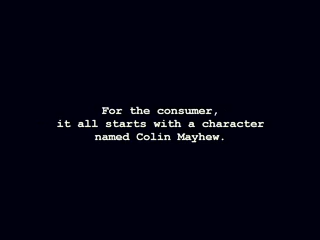 For the consumer,
it all starts with a character
named Colin Mayhew.